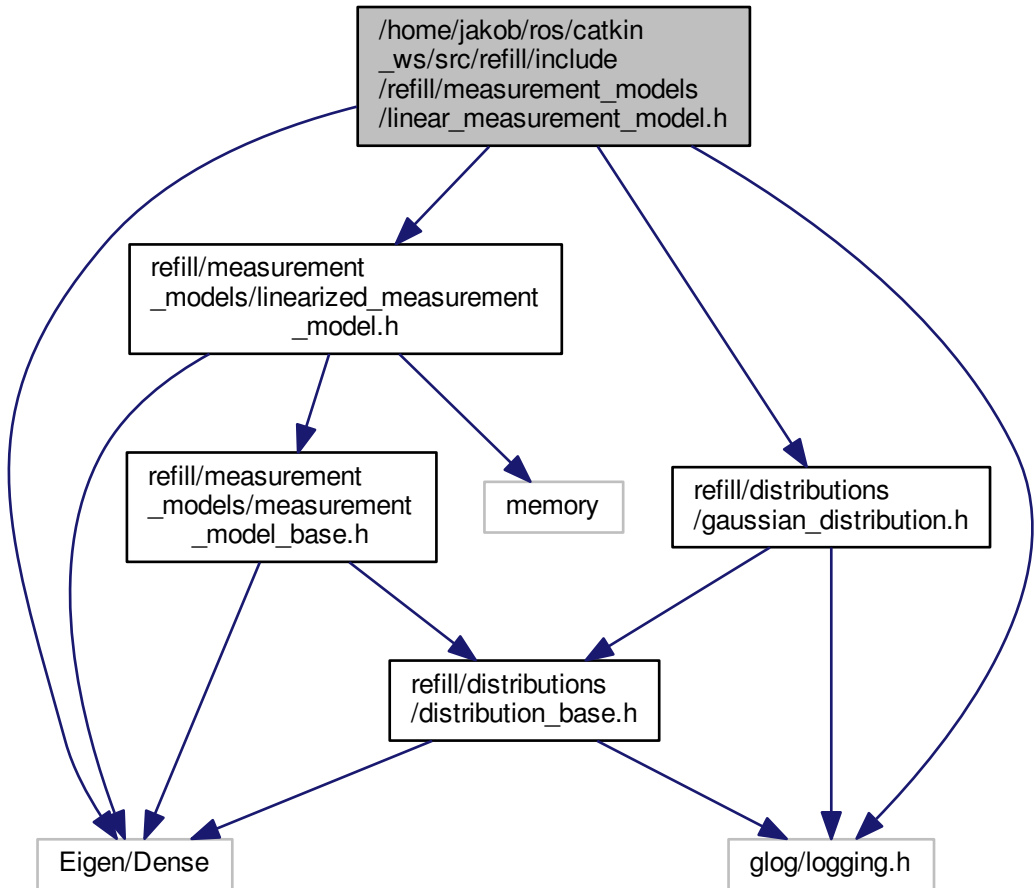 /home/jakob/ros/catkin
_ws/src/refill/include
/refill/measurement_models
/linear_measurement_model.h
refill/measurement
_models/linearized_measurement
_model.h
refill/measurement
_models/measurement
_model_base.h
memory
refill/distributions
/gaussian_distribution.h
refill/distributions
/distribution_base.h
Eigen/Dense
glog/logging.h